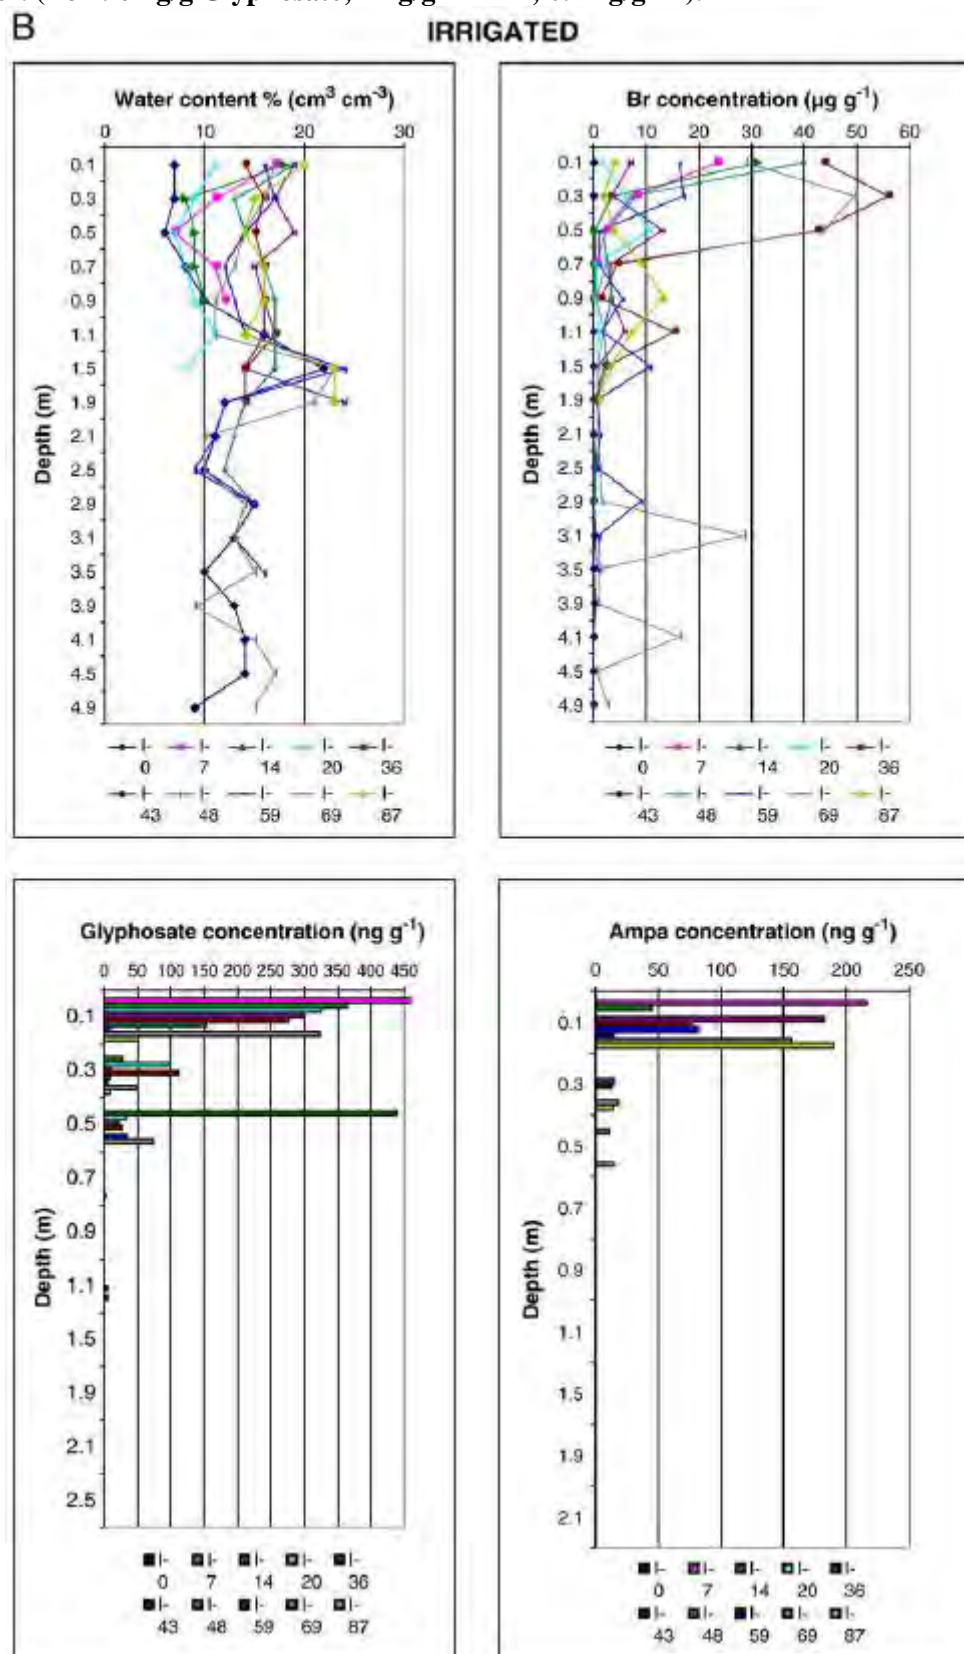 B
IRRIGATED
Water content % (cm³ cm⁻³)
0 10 20 30
0.1
0.3
0.5
0.7
0.9
1.1
1.5
1.9
2.1
2.5
2.9
3.1
3.5
3.9
4.1
4.5
4.9
Depth (m)
I- I- I- I- I-
0 7 14 20 36
I- I- I- I- I-
43 48 59 69 87
Br concentration (µg g⁻¹)
0 10 20 30 40 50 60
0.1
0.3
0.5
0.7
0.9
1.1
1.5
1.9
2.1
2.5
2.9
3.1
3.5
3.9
4.1
4.5
4.9
Depth (m)
I- I- I- I- I-
0 7 14 20 36
I- I- I- I- I-
43 48 59 69 87
Glyphosate concentration (ng g⁻¹)
0 50 100 150 200 250 300 350 400 450
0.1
0.3
0.5
0.7
0.9
1.1
1.5
1.9
2.1
2.5
Depth (m)
I- I- I- I- I-
0 7 14 20 36
I- I- I- I- I-
43 48 59 69 87
Ampa concentration (ng g⁻¹)
0 50 100 150 200 250
0.1
0.3
0.5
0.7
0.9
1.1
1.5
1.9
2.1
Depth (m)
I- I- I- I- I-
0 7 14 20 36
I- I- I- I- I-
43 48 59 69 87